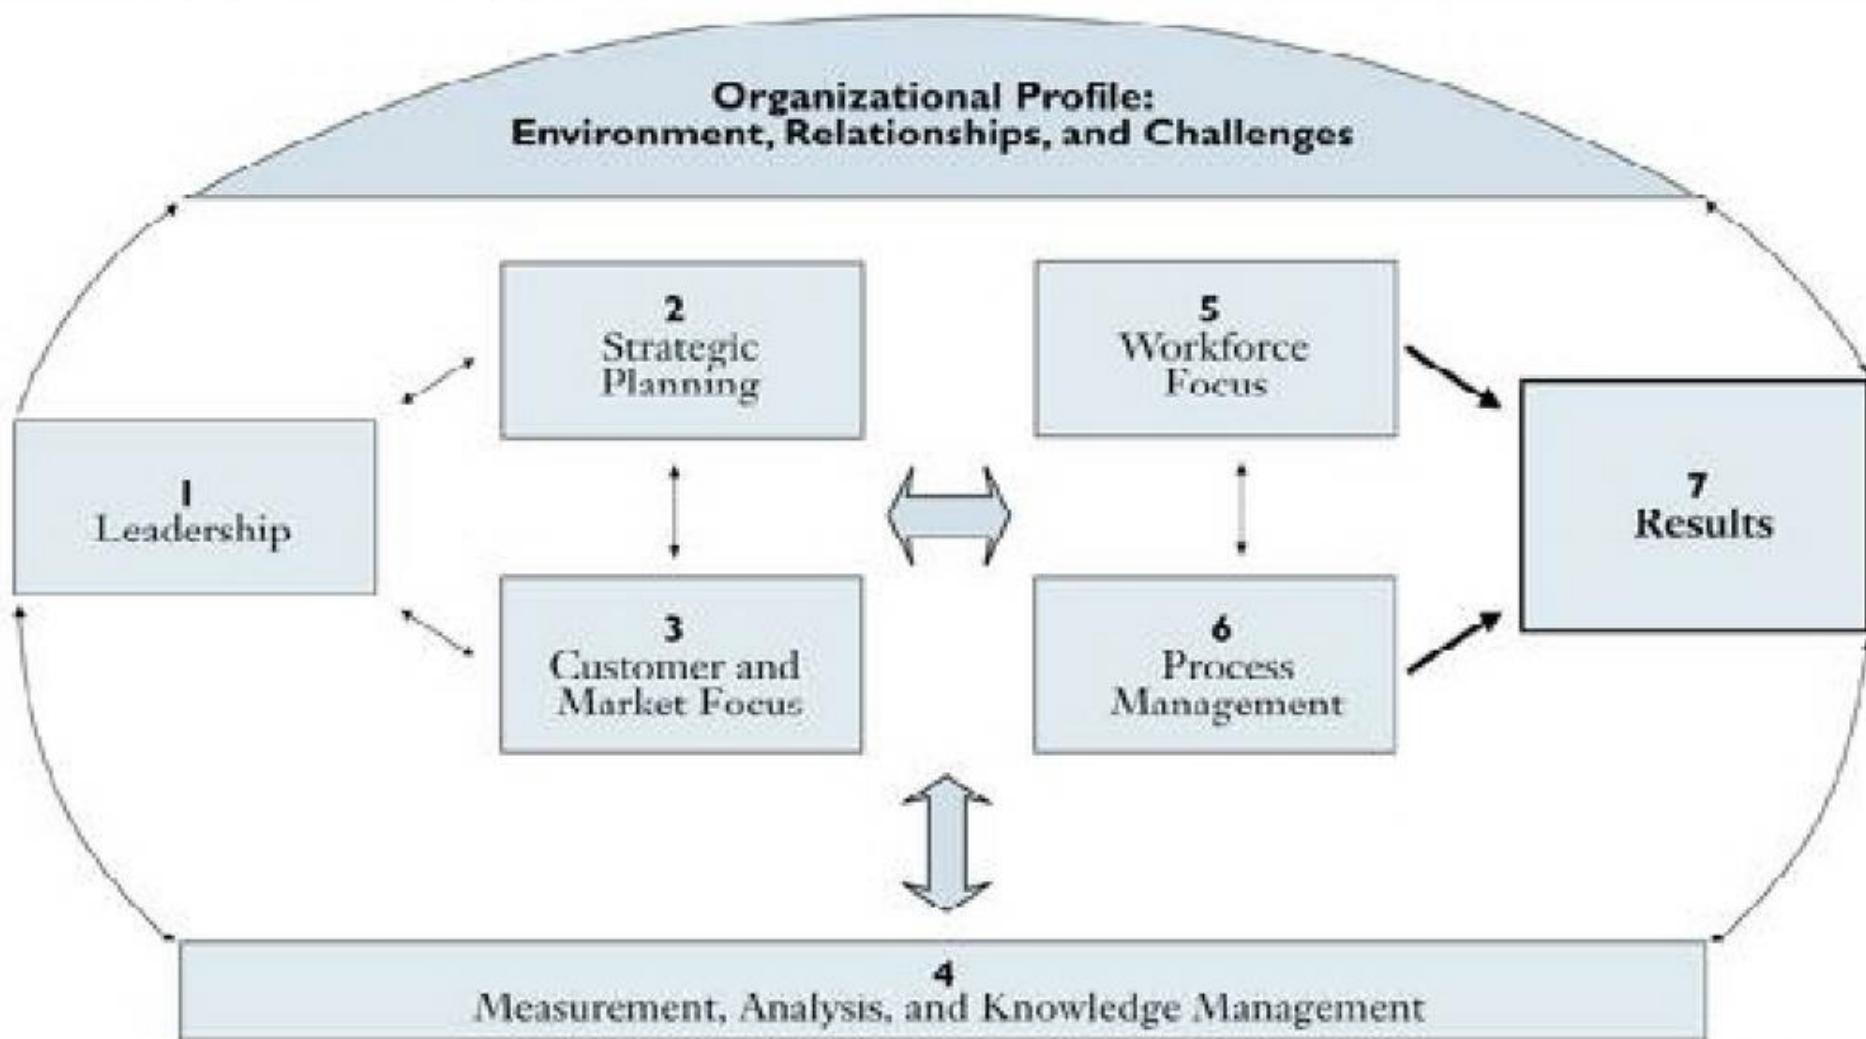 Organizational Profile:
Environment, Relationships, and Challenges
2
Strategic
Planning
5
Workforce
Focus
1
Leadership
7
Results
3
Customer and
Market Focus
6
Process
Management
4
Measurement, Analysis, and Knowledge Management